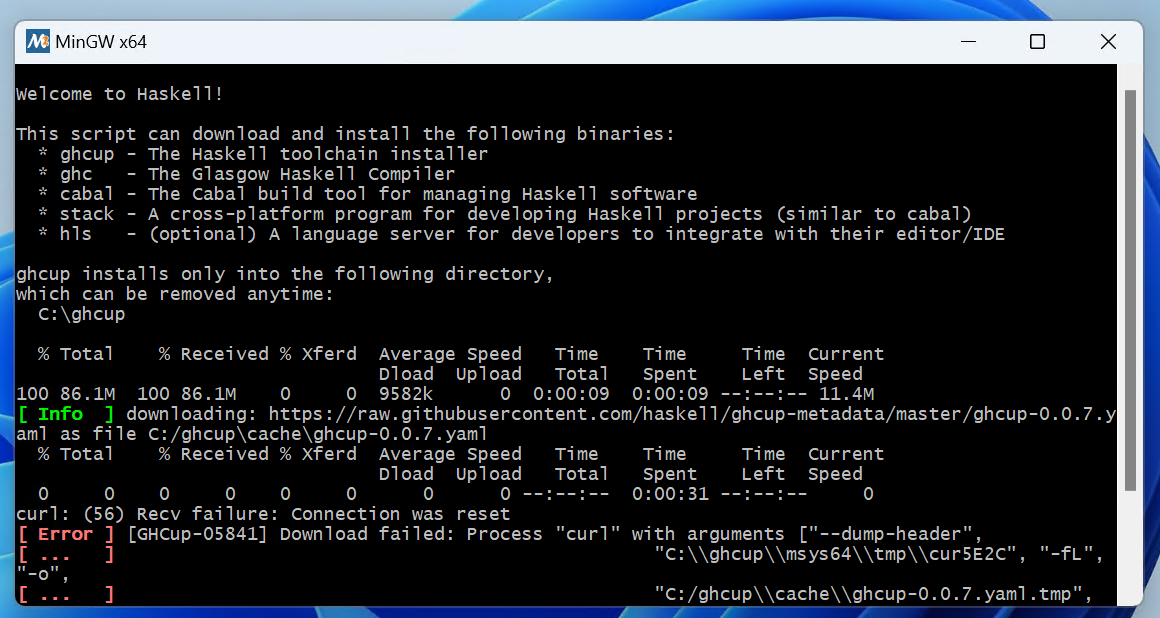 MinGW x64
Welcome to Haskell!
This script can download and install the following binaries:
  * ghcup - The Haskell toolchain installer
  * ghc   - The Glasgow Haskell Compiler
  * cabal - The Cabal build tool for managing Haskell software
  * stack - A cross-platform program for developing Haskell projects (similar to cabal)
  * hls   - (optional) A language server for developers to integrate with their editor/IDE
ghcup installs only into the following directory,
which can be removed anytime:
  C:\ghcup
  % Total    % Received % Xferd  Average Speed   Time    Time     Time  Current
                                 Dload  Upload   Total   Spent    Left  Speed
100 86.1M  100 86.1M    0     0  9582k      0  0:00:09  0:00:09 --:--:-- 11.4M
[ Info  ] downloading: https://raw.githubusercontent.com/haskell/ghcup-metadata/master/ghcup-0.0.7.y
aml as file C:/ghcup\cache\ghcup-0.0.7.yaml
  % Total    % Received % Xferd  Average Speed   Time    Time     Time  Current
                                 Dload  Upload   Total   Spent    Left  Speed
  0     0    0     0    0     0      0      0 --:--:--  0:00:31 --:--:--     0
curl: (56) Recv failure: Connection was reset
[ Error ] [GHCup-05841] Download failed: Process "curl" with arguments ["--dump-header",
[ ...   ]                                                 "C:\\ghcup\\msys64\\tmp\\cur5E2C", "-fL",
"-o",
[ ...   ]                                                 "C:/ghcup\\cache\\ghcup-0.0.7.yaml.tmp",